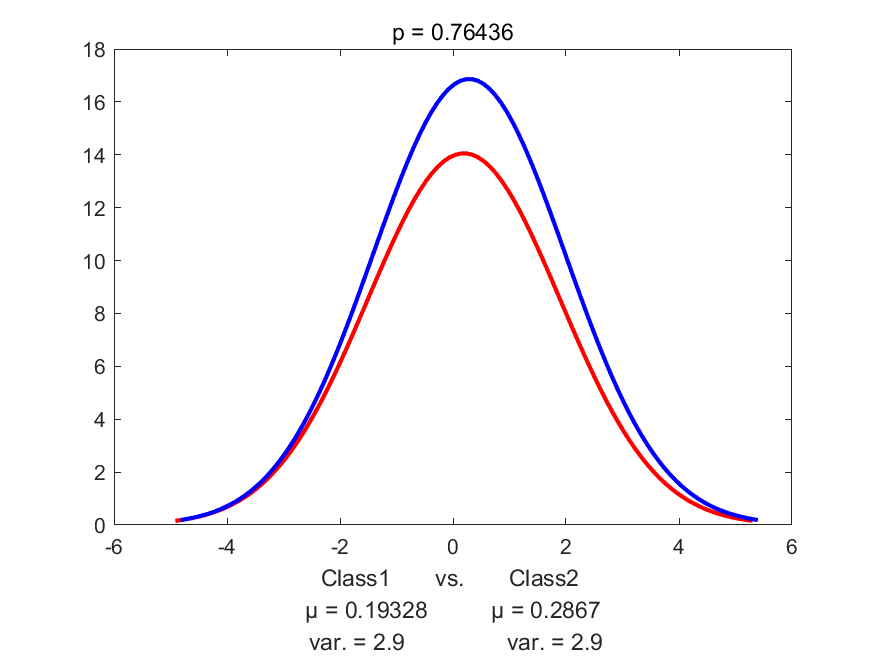 p = 0.76436
18
16
14
12
10
8
6
4
2
0
-6 -4 -2 0 2 4 6
Class1 vs. Class2
μ = 0.19328 μ = 0.2867
var. = 2.9 var. = 2.9